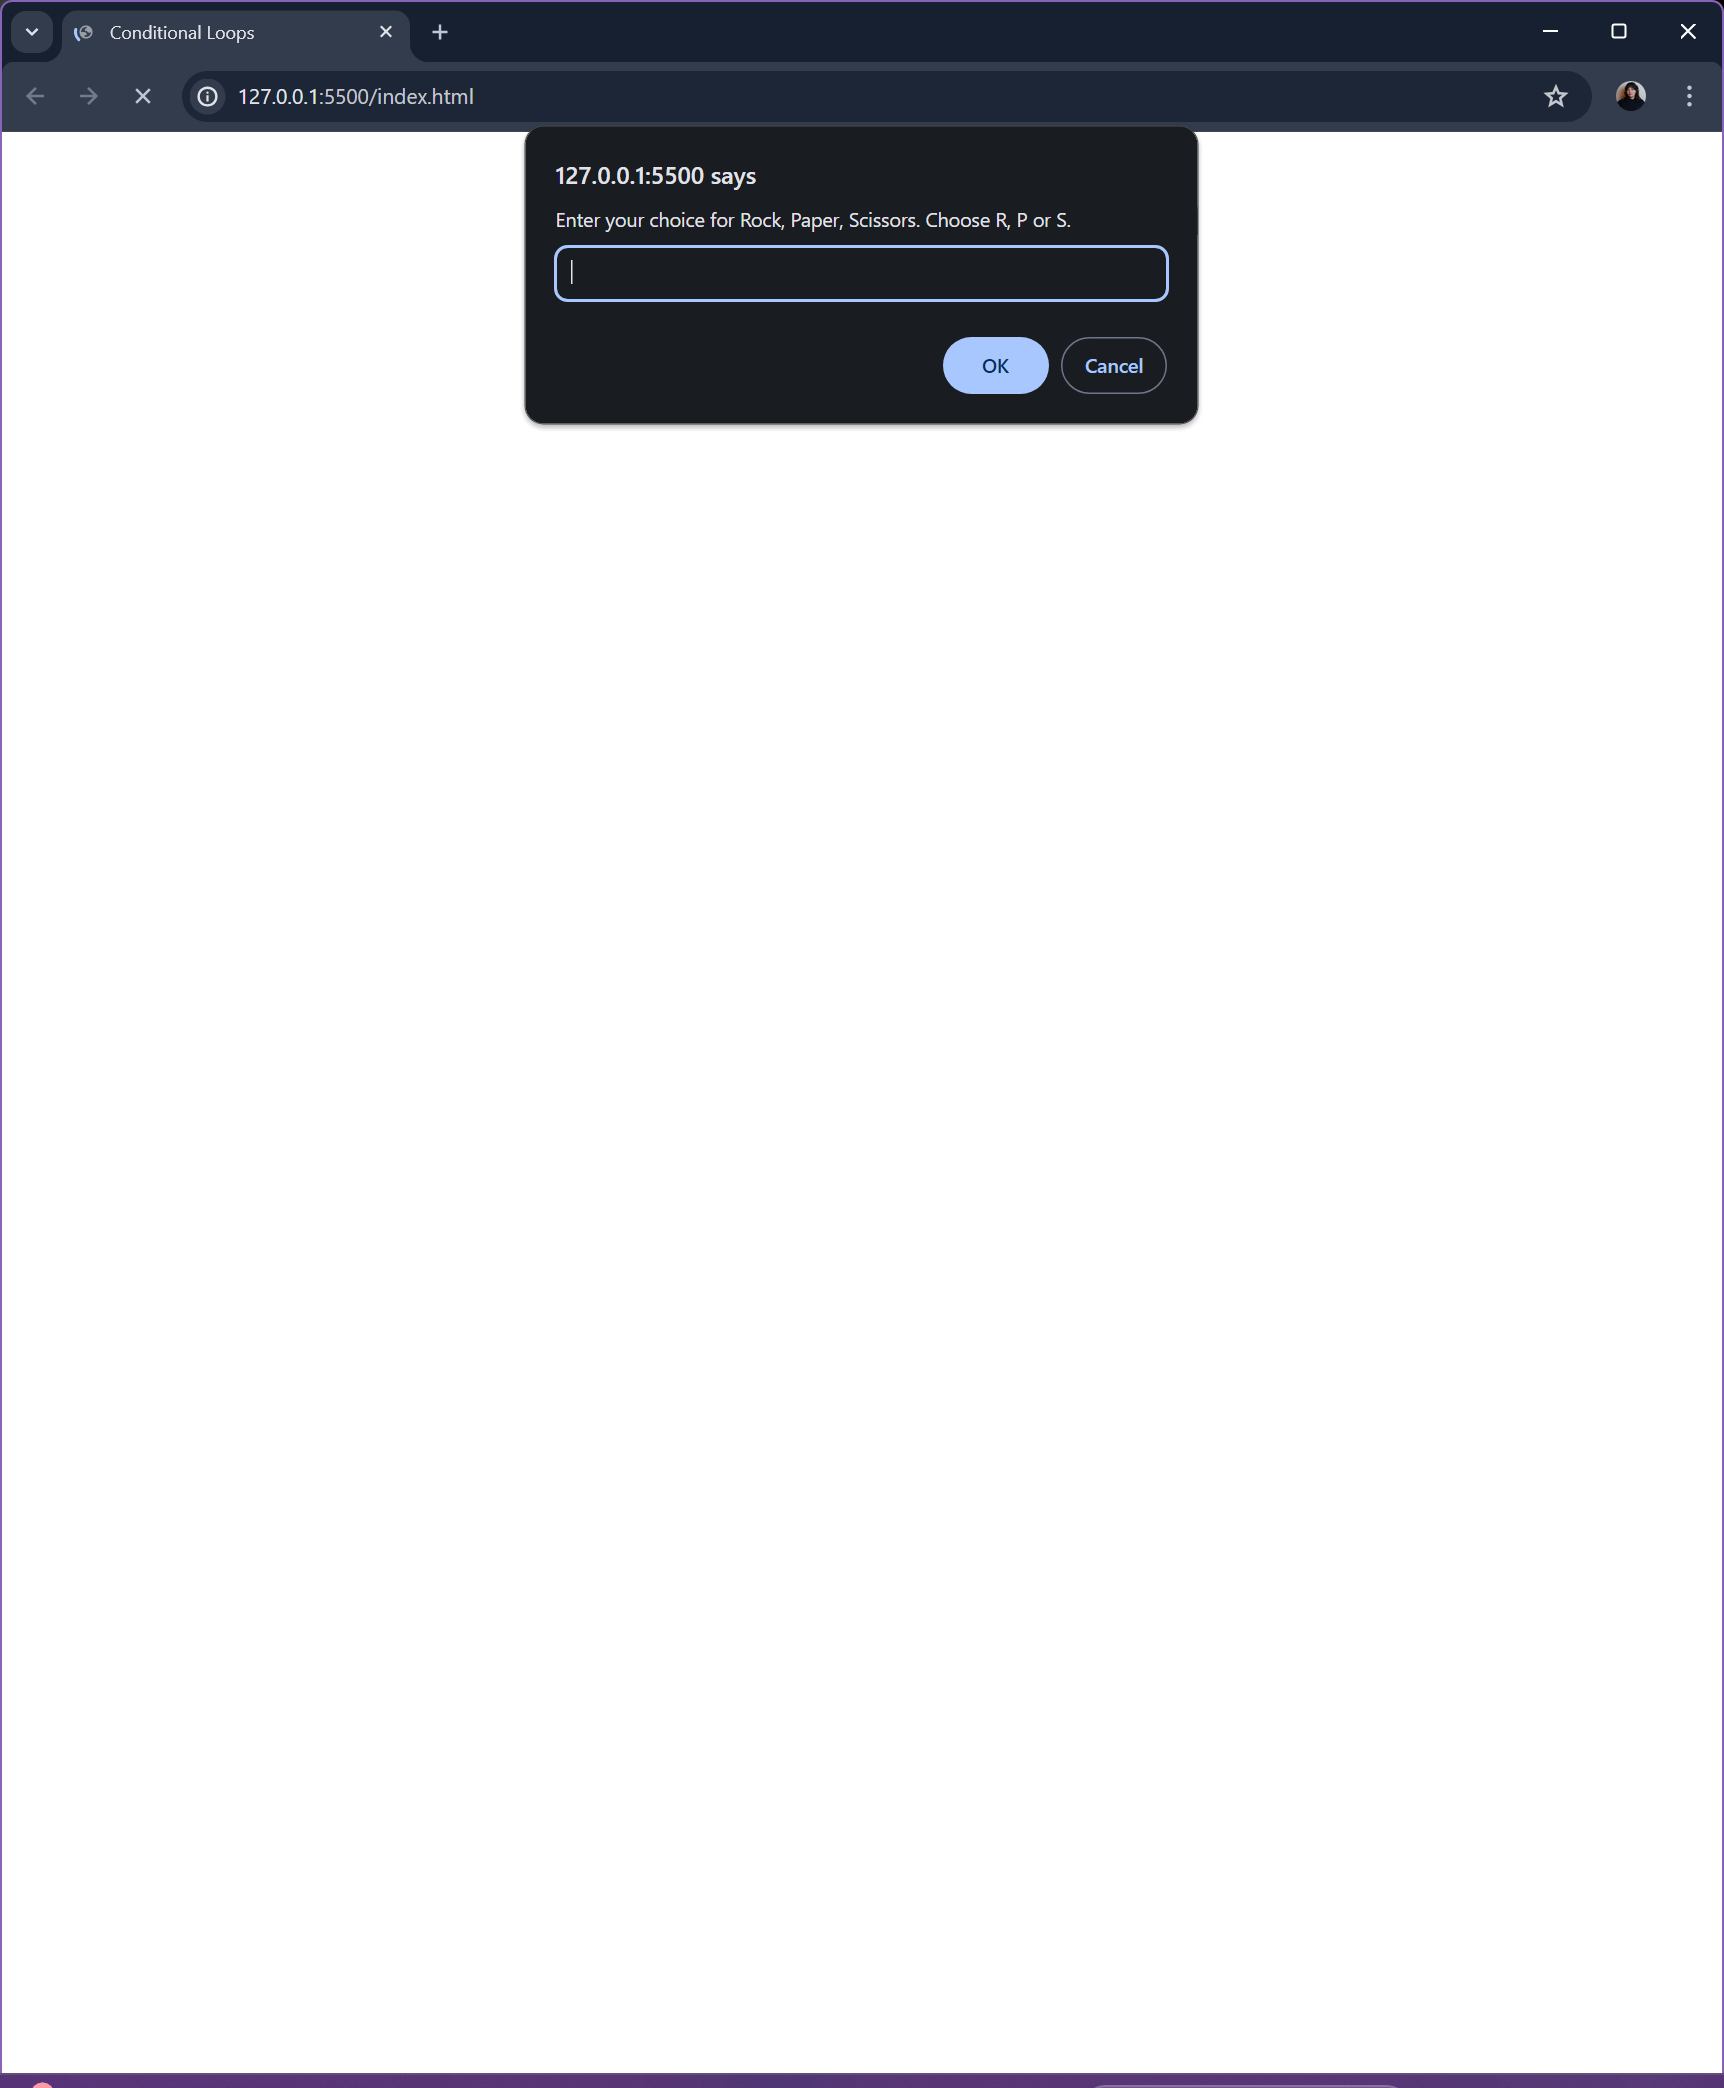 Conditional Loops
127.0.0.1:5500/index.html
127.0.0.1:5500 says
Enter your choice for Rock, Paper, Scissors. Choose R, P or S.
OK
Cancel